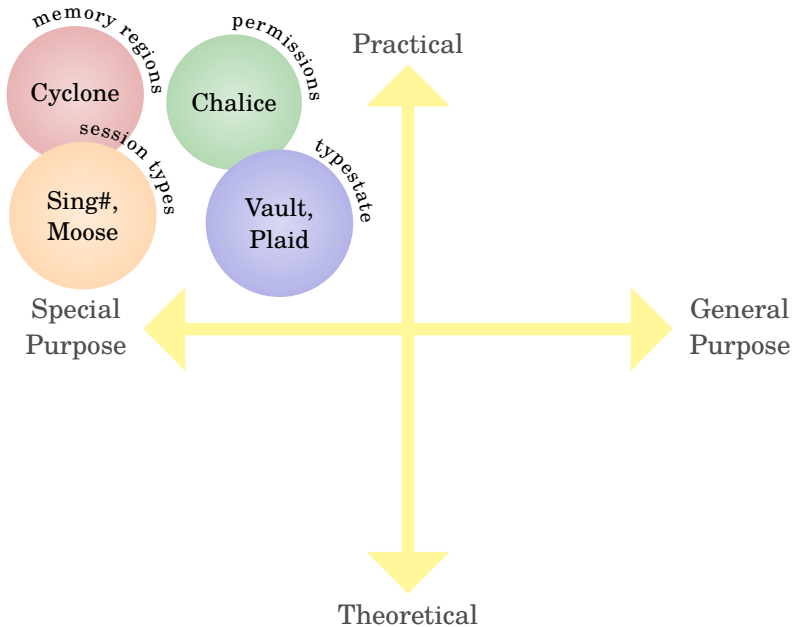 memory regions
permissions
Practical
Cyclone
Chalice
session types
typestate
Sing#,
Moose
Vault,
Plaid
Special
Purpose
General
Purpose
Theoretical